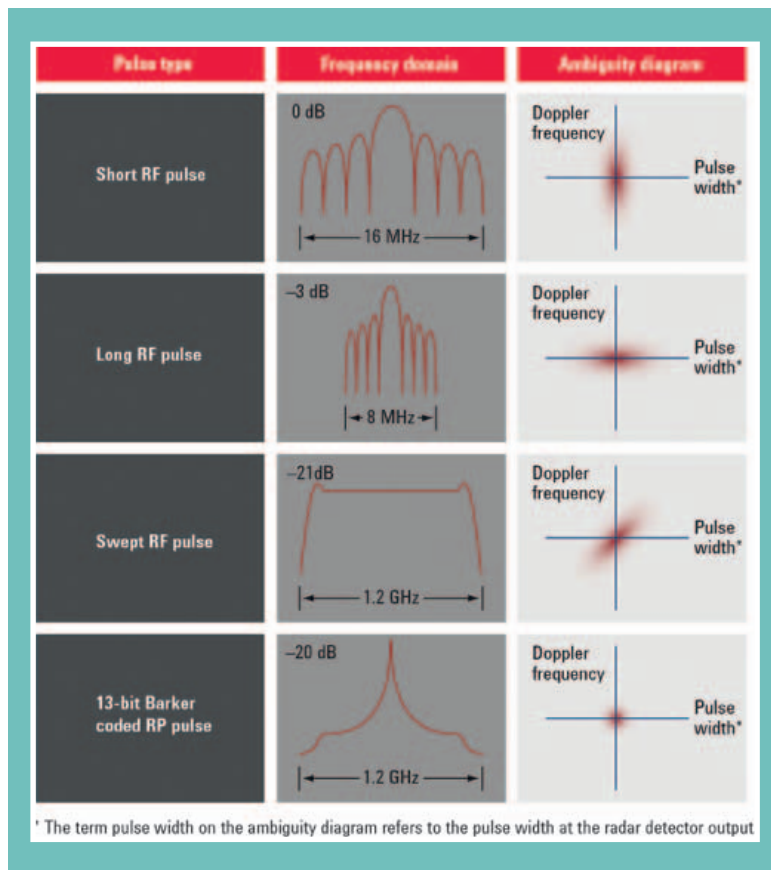 Pulse type
Frequency domain
Ambiguity diagram
Short RF pulse
0 dB
16 MHz
Doppler
frequency
Pulse
width*
Long RF pulse
–3 dB
8 MHz
Doppler
frequency
Pulse
width*
Swept RF pulse
–21dB
1.2 GHz
Doppler
frequency
Pulse
width*
13-bit Barker
coded RP pulse
–20 dB
1.2 GHz
Doppler
frequency
Pulse
width*
* The term pulse width on the ambiguity diagram refers to the pulse width at the radar detector output